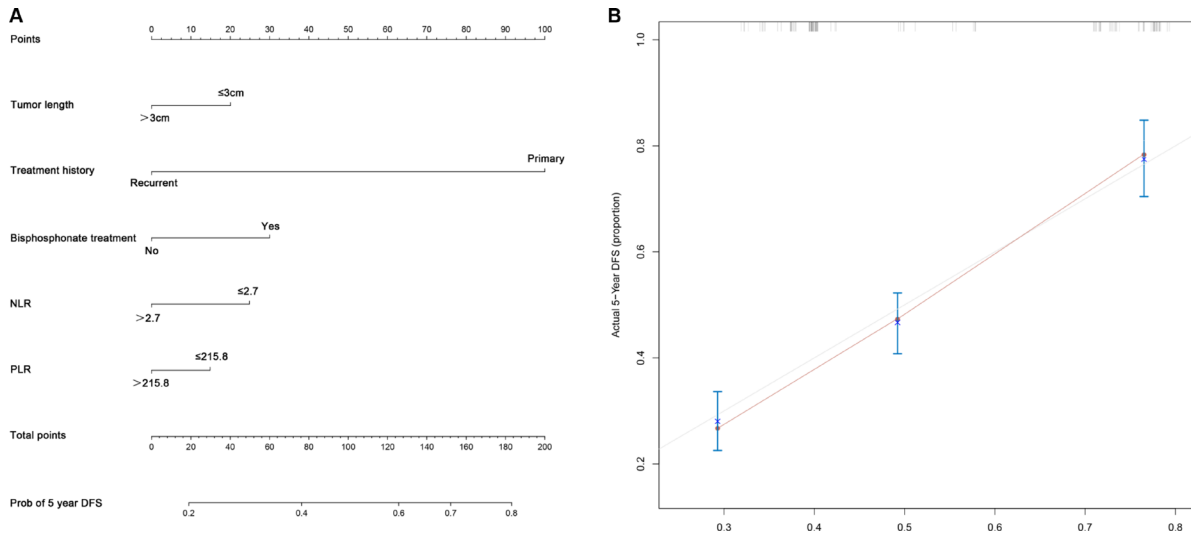 A
Points
0 10 20 30 40 50 60 70 80 90 100
≤3cm
Tumor length
>3cm
Primary
Treatment history
Recurrent
Yes
Bisphosphonate treatment
No
≤2.7
NLR
>2.7
≤215.8
PLR
>215.8
Total points
0 20 40 60 80 100 120 140 160 180 200
Prob of 5 year DFS
0.2 0.4 0.6 0.7 0.8
B
Actual 5-Year DFS (proportion)
1.0
0.8
0.6
0.4
0.2
0.3 0.4 0.5 0.6 0.7 0.8